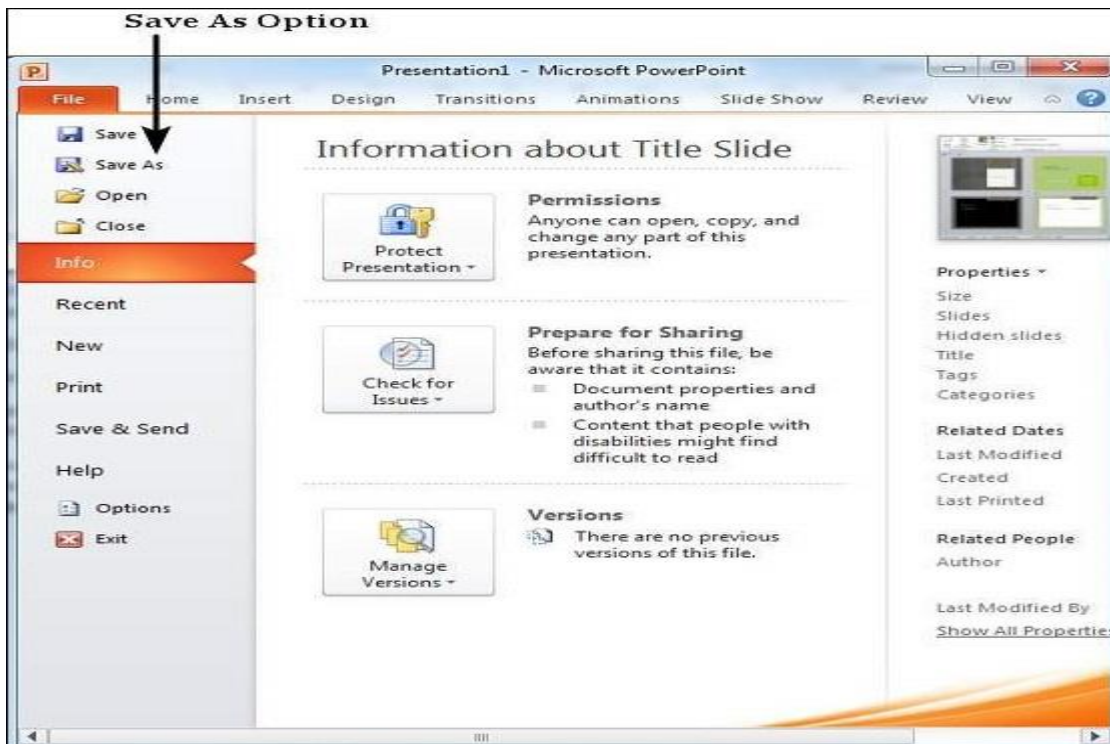 Save As Option
Presentation1 - Microsoft PowerPoint
File Home Insert Design Transitions Animations Slide Show Review View
Save
Save As
Open
Close
Info
Recent
New
Print
Save & Send
Help
Options
Exit
Information about Title Slide
Protect
Presentation
Permissions
Anyone can open, copy, and
change any part of this
presentation.
Check for
Issues
Prepare for Sharing
Before sharing this file, be
aware that it contains:
Document properties and
author's name
Content that people with
disabilities might find
difficult to read
Manage
Versions
Versions
There are no previous
versions of this file.
Properties
Size
Slides
Hidden slides
Title
Tags
Categories
Related Dates
Last Modified
Created
Last Printed
Related People
Author
Last Modified By
Show All Propertie